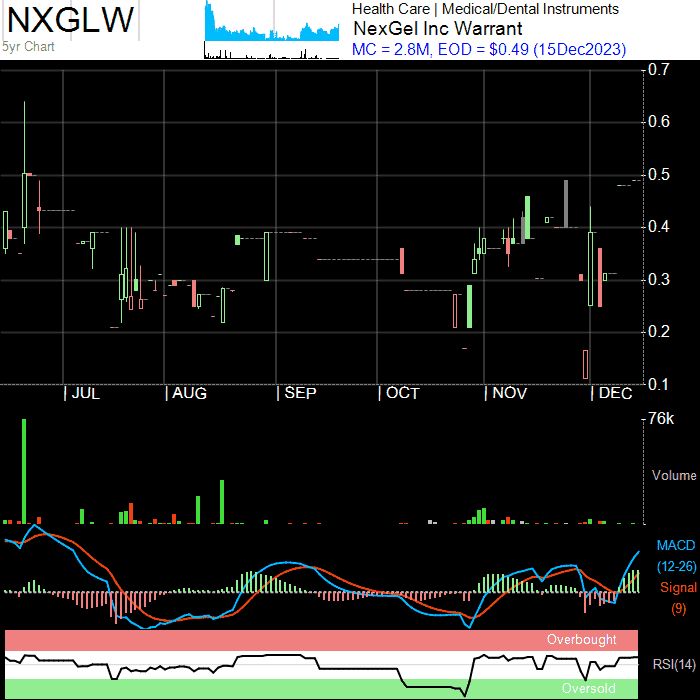 NXGLW
5yr Chart
Health Care | Medical/Dental Instruments
NexGel Inc Warrant
MC = 2.8M, EOD = $0.49 (15Dec2023)
0.7
0.6
0.5
0.4
0.3
0.2
0.1
| JUL | AUG | SEP | OCT | NOV | DEC
76k
Volume
MACD
(12-26)
Signal
(9)
Overbought
RSI(14)
Oversold